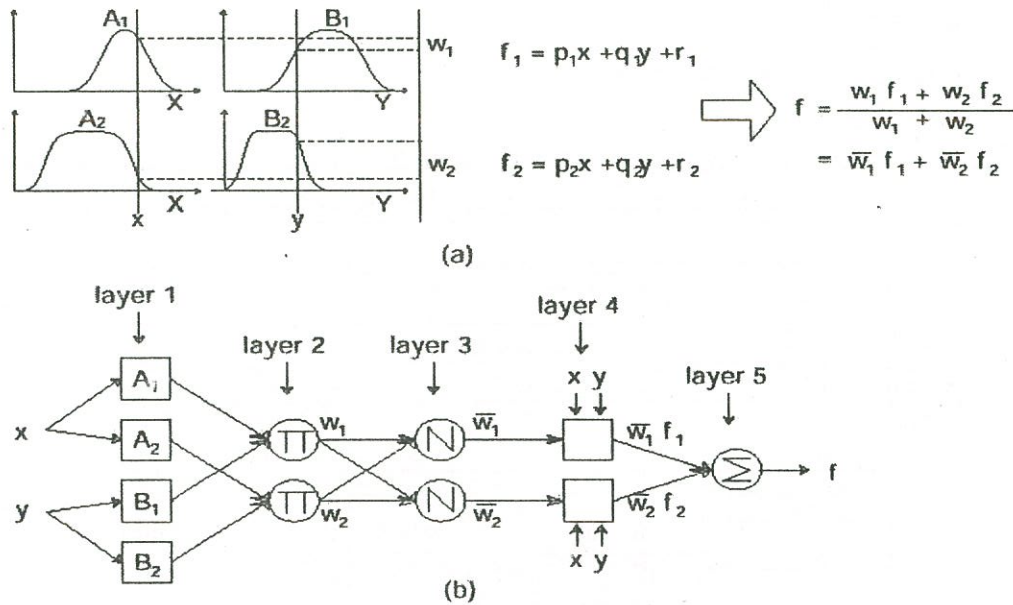 A₁ B₁
w₁
X Y
f₁ = p₁x +q₁y +r₁
A₂ B₂
w₂
X Y
x y
f₂ = p₂x +q₂y +r₂
f = w₁ f₁ + w₂ f₂ / w₁ + w₂
= w̅₁ f₁ + w̅₂ f₂
(a)
layer 1
layer 2
layer 3
layer 4
layer 5
x
y
A₁
A₂
B₁
B₂
Π w₁
Π w₂
N w̅₁
N w̅₂
x y
w̅₁ f₁
w̅₂ f₂
x y
Σ
f
(b)